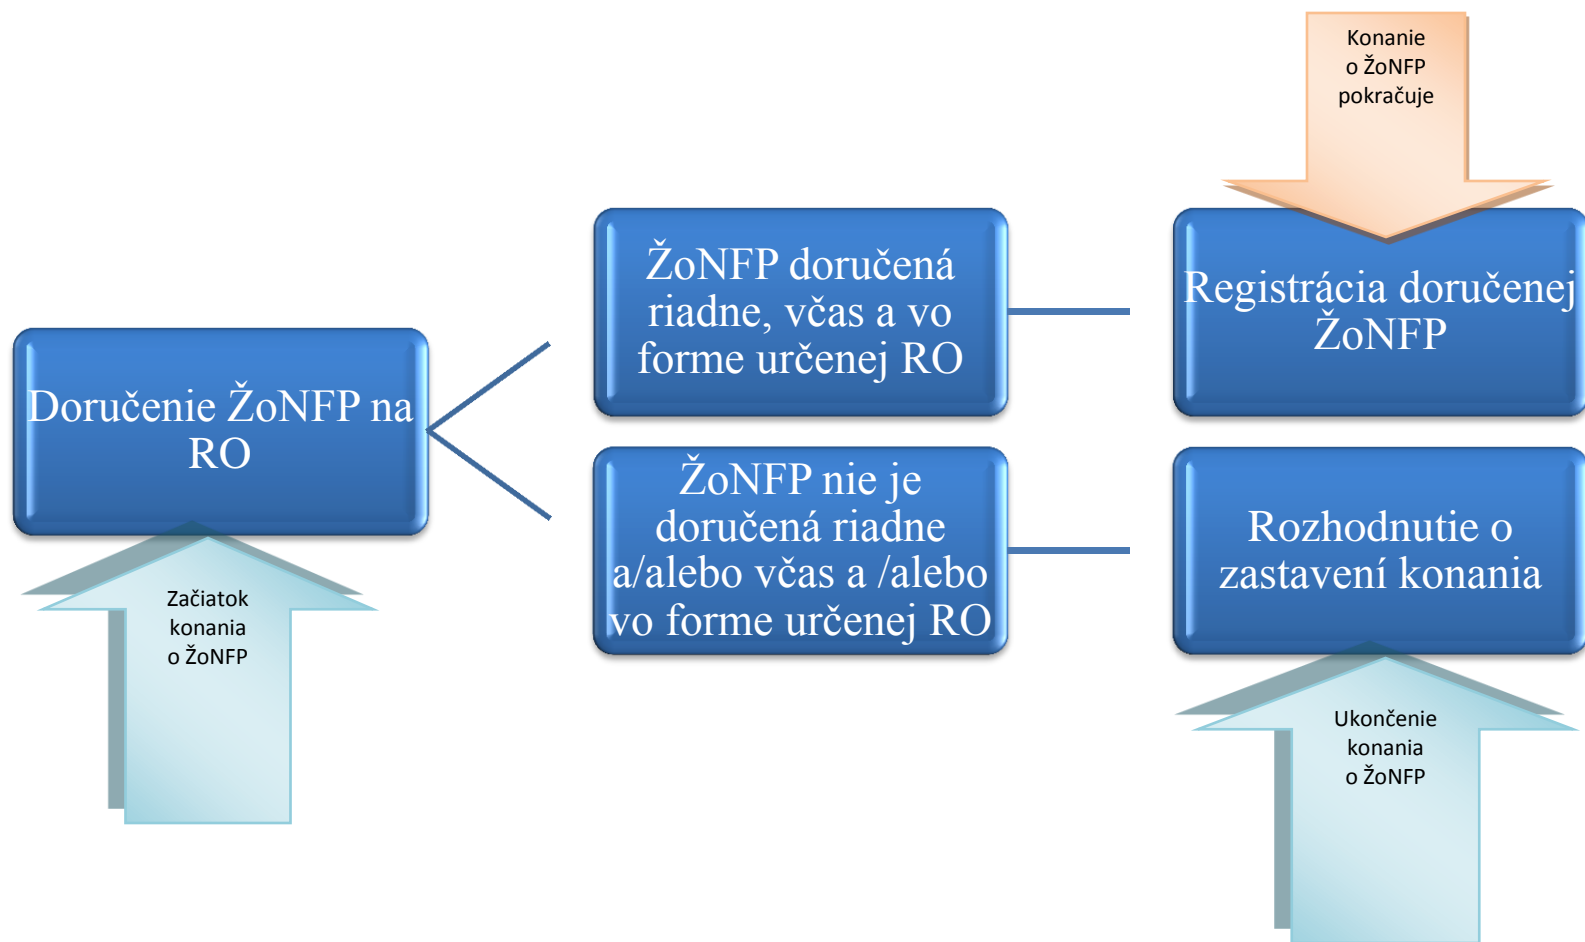 Konanie
o ŽoNFP
pokračuje
Doručenie ŽoNFP na
RO
Začiatok
konania
o ŽoNFP
ŽoNFP doručená
riadne, včas a vo
forme určenej RO
Registrácia doručenej
ŽoNFP
ŽoNFP nie je
doručená riadne
a/alebo včas a /alebo
vo forme určenej RO
Rozhodnutie o
zastavení konania
Ukončenie
konania
o ŽoNFP